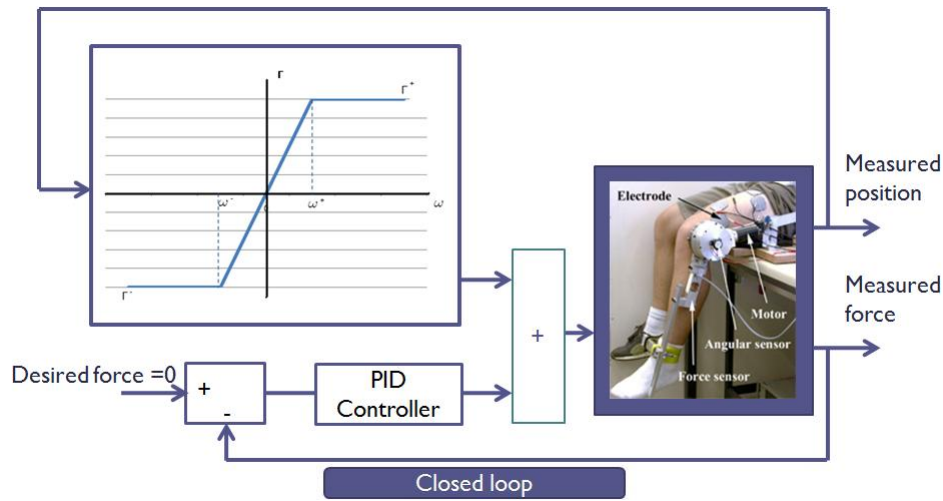 Γ
Γ⁺
ω⁻
ω⁺
ω
Γ⁻
Measured
position
Electrode
Motor
Angular sensor
Force sensor
+
Measured
force
Desired force =0
+
-
PID
Controller
Closed loop